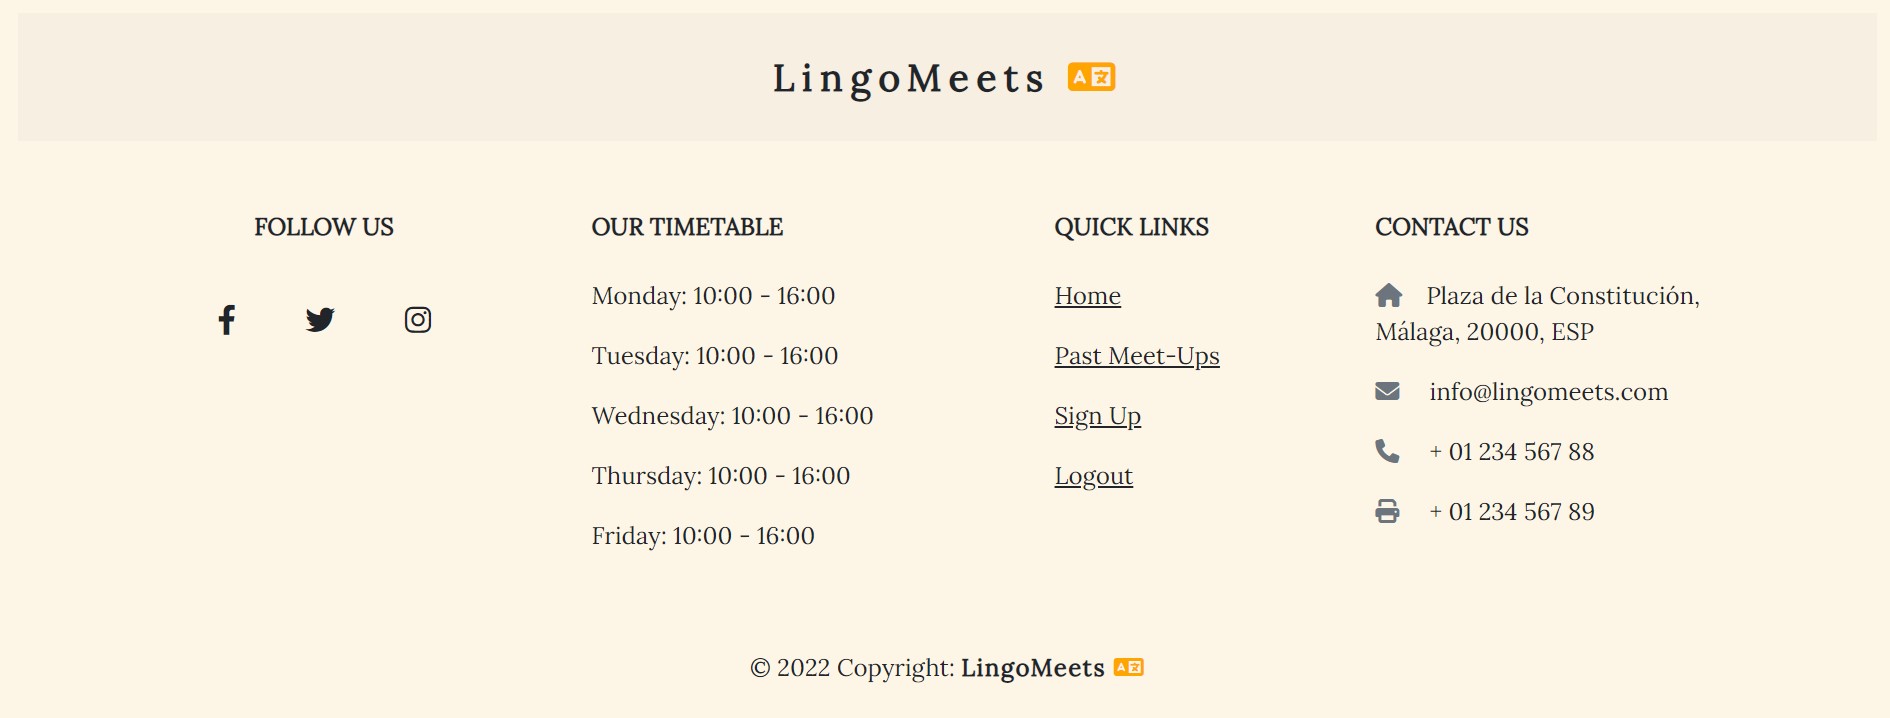 LingoMeets
FOLLOW US
OUR TIMETABLE
Monday: 10:00 - 16:00
Tuesday: 10:00 - 16:00
Wednesday: 10:00 - 16:00
Thursday: 10:00 - 16:00
Friday: 10:00 - 16:00
QUICK LINKS
Home
Past Meet-Ups
Sign Up
Logout
CONTACT US
Plaza de la Constitución,
Málaga, 20000, ESP
info@lingomeets.com
+ 01 234 567 88
+ 01 234 567 89
© 2022 Copyright: LingoMeets